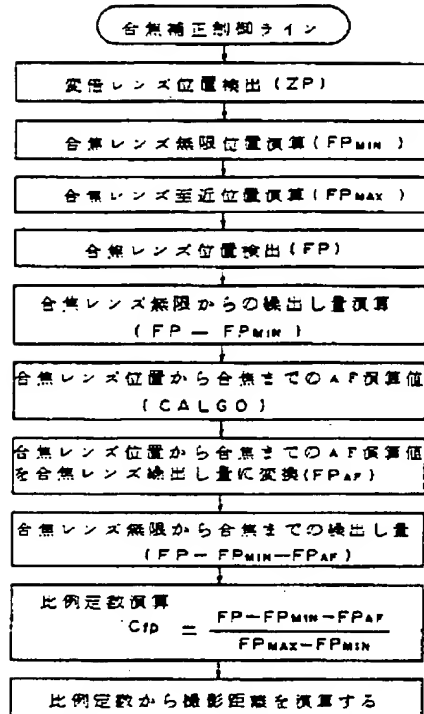 合焦補正制御ライン
変倍レンズ位置検出(ZP)
合焦レンズ無限位置演算(FPMIN)
合焦レンズ至近位置演算(FPMAX)
合焦レンズ位置検出(FP)
合焦レンズ無限からの繰出し量演算
(FP－FPMIN)
合焦レンズ位置から合焦までのAF演算値
(CALGO)
合焦レンズ位置から合焦までのAF演算値
を合焦レンズ繰出し量に変換(FPAF)
合焦レンズ無限から合焦までの繰出し量
(FP－FPMIN－FPAF)
比例定数演算
Cfp = FP－FPMIN－FPAF
FPMAX－FPMIN
比例定数から撮影距離を演算する